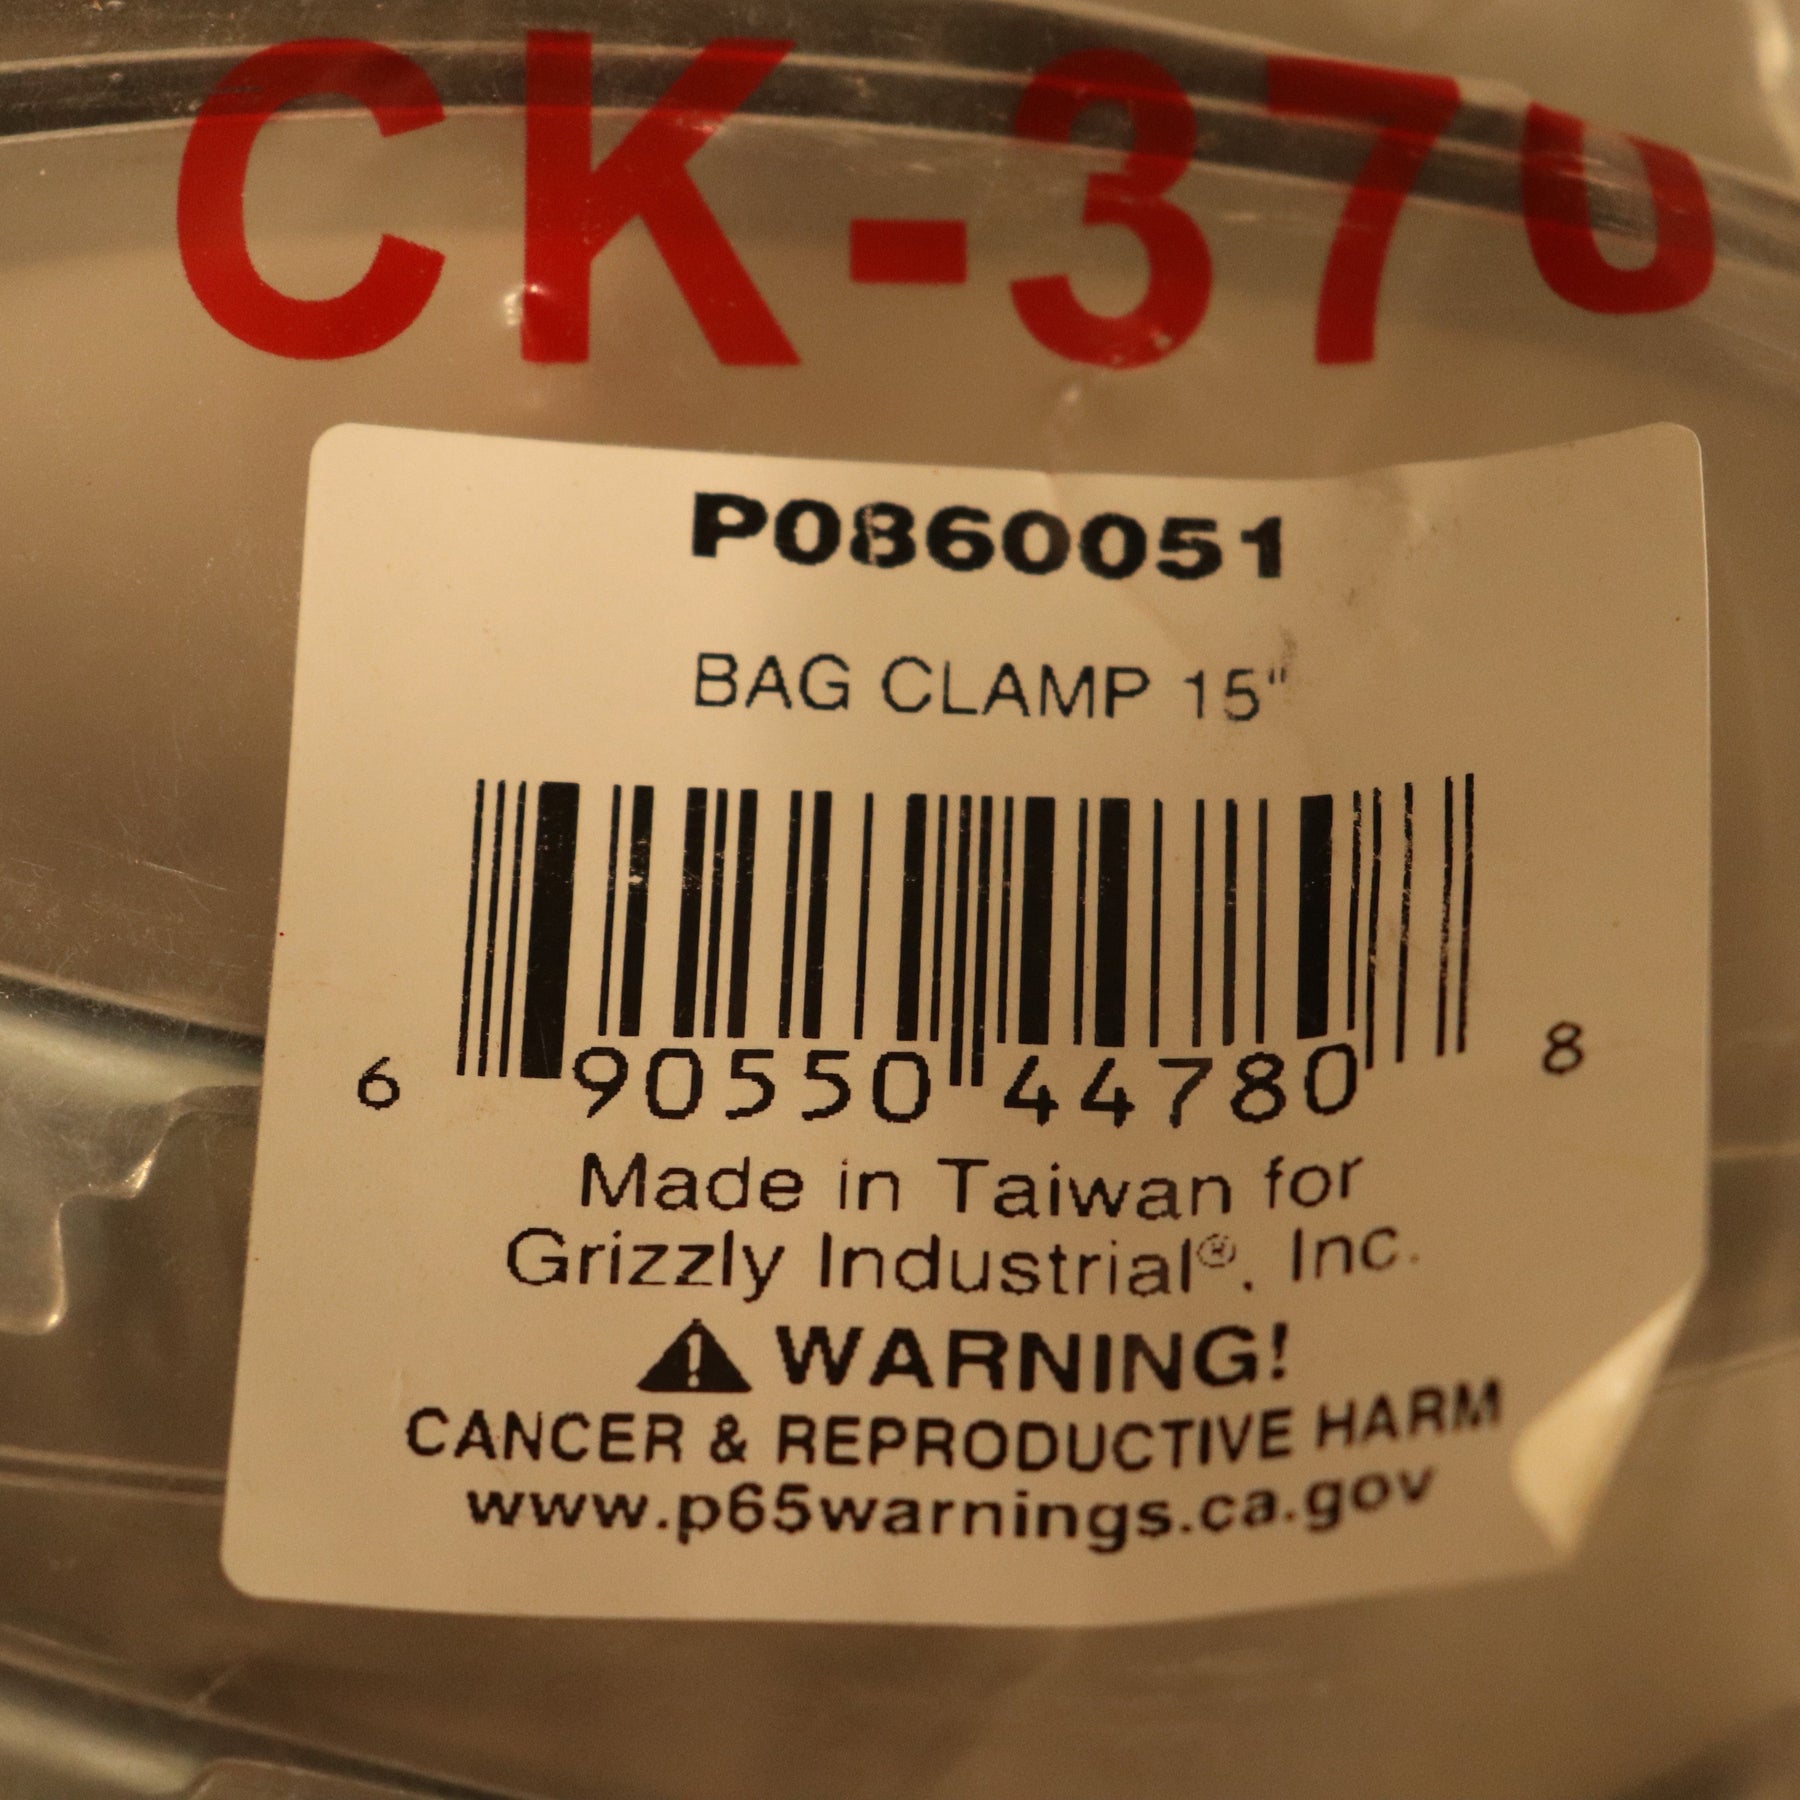 CK-370
P0860051
BAG CLAMP 15"
6 90550 44780 8
Made in Taiwan for
Grizzly Industrial®, Inc.
⚠ WARNING!
CANCER & REPRODUCTIVE HARM
www.p65warnings.ca.gov